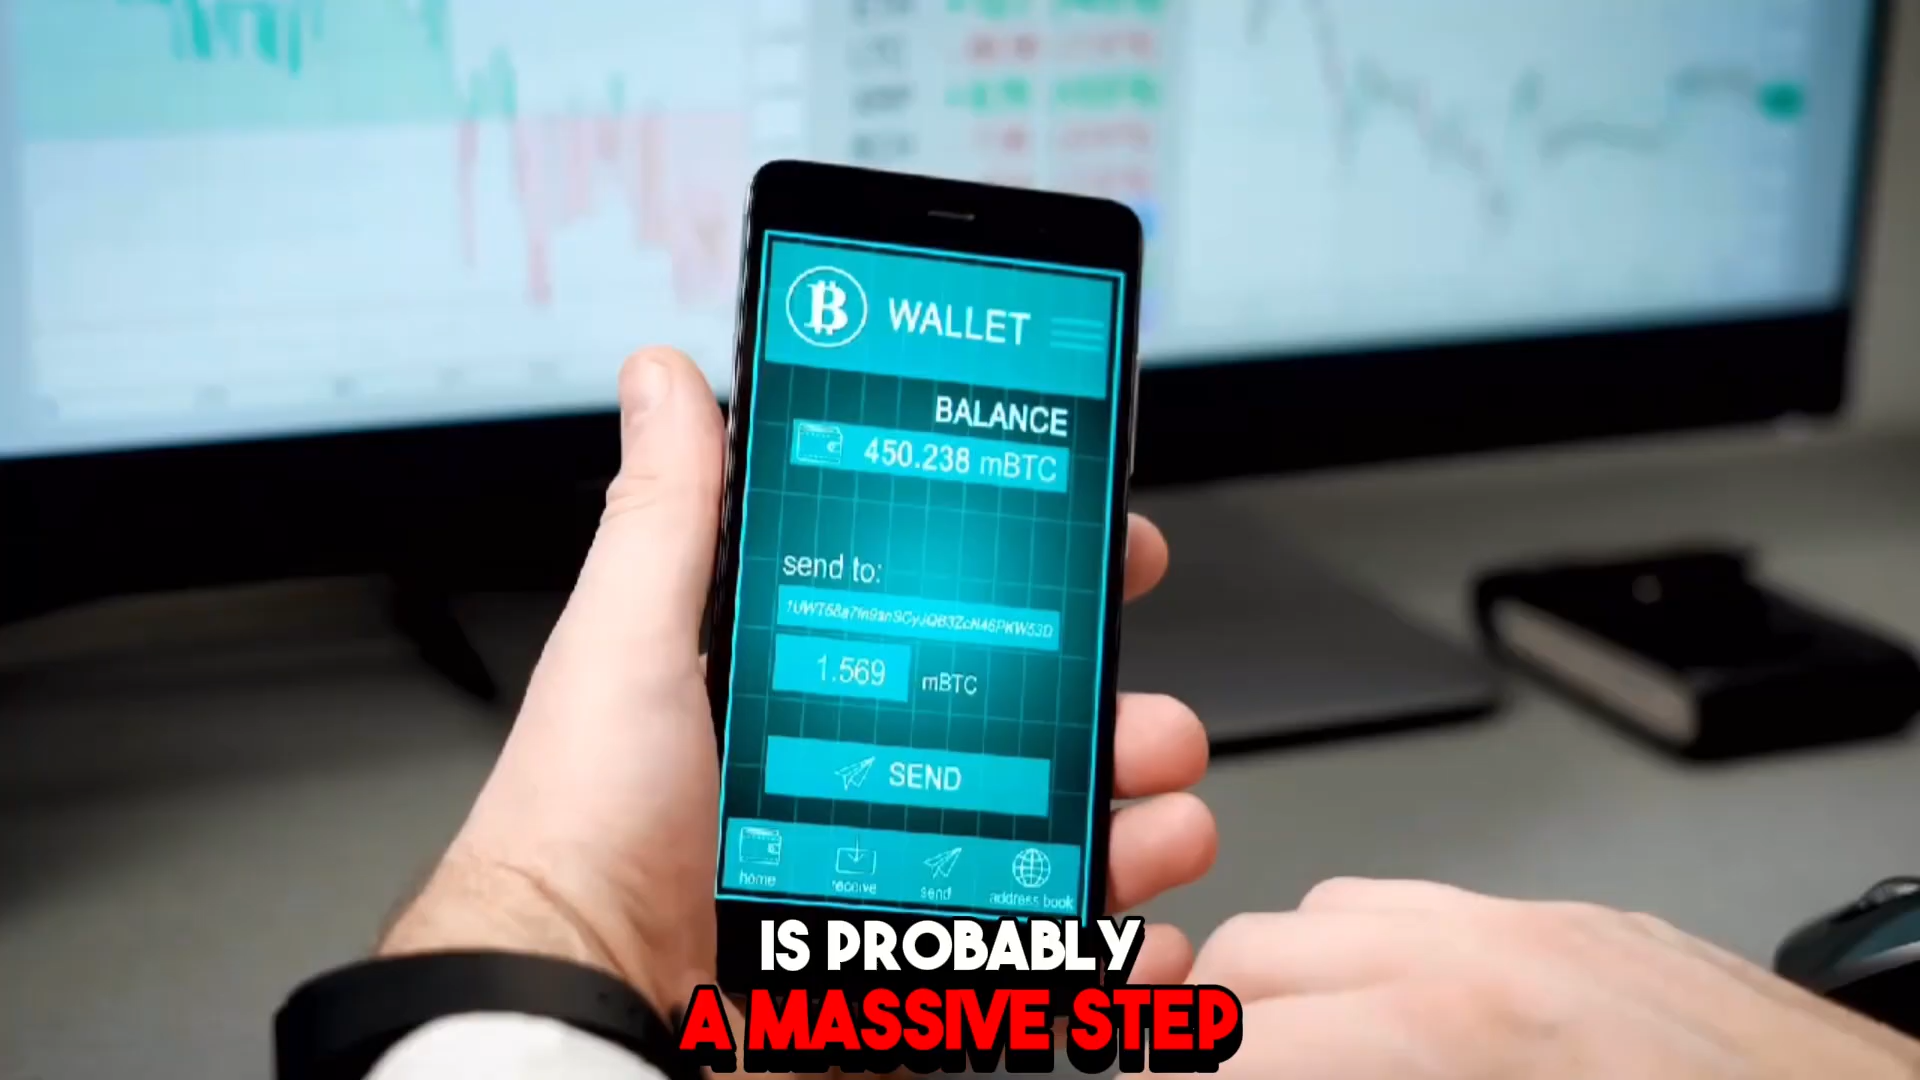 WALLET
BALANCE
450.238 mBTC
send to:
1.569 mBTC
SEND
home receive send address book
IS PROBABLY
A MASSIVE STEP